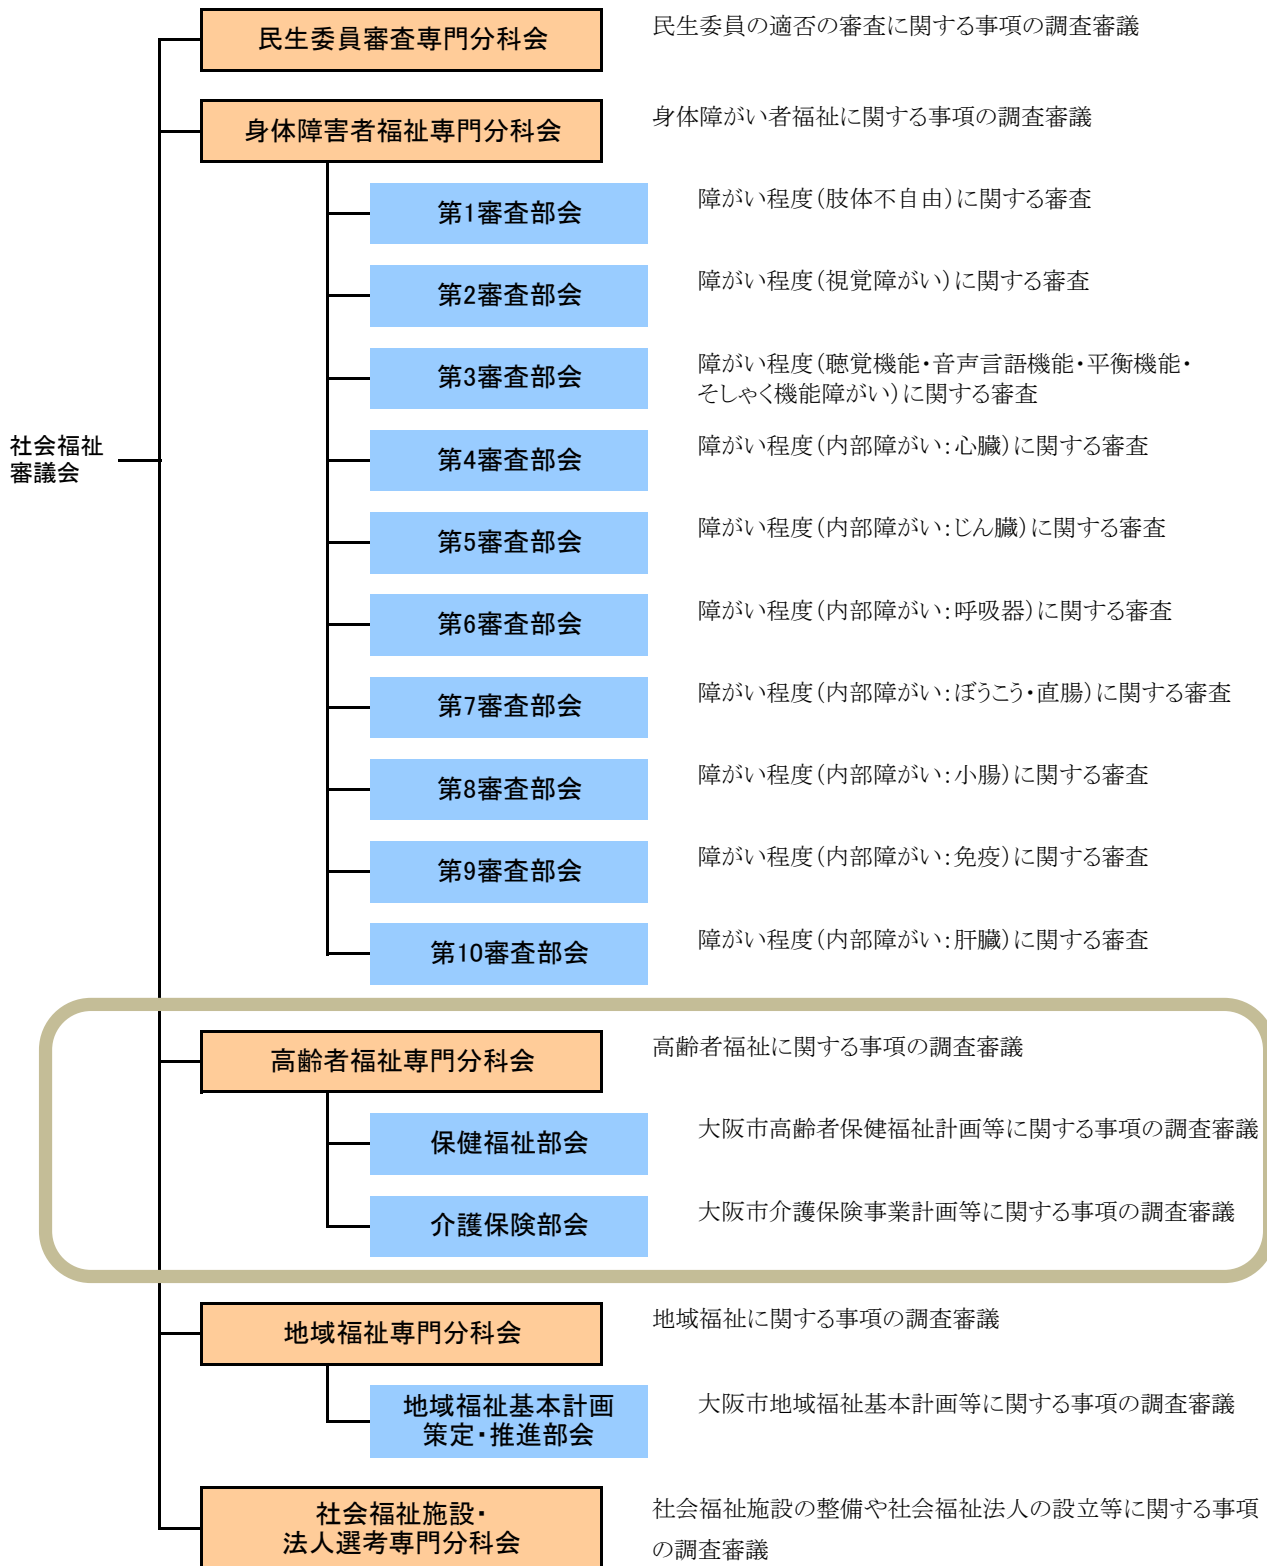 民生委員審査専門分科会
民生委員の適否の審査に関する事項の調査審議
身体障害者福祉専門分科会
身体障がい者福祉に関する事項の調査審議
第1審査部会
障がい程度(肢体不自由)に関する審査
第2審査部会
障がい程度(視覚障がい)に関する審査
第3審査部会
障がい程度(聴覚機能・音声言語機能・平衡機能・
そしゃく機能障がい)に関する審査
社会福祉
審議会
第4審査部会
障がい程度(内部障がい:心臓)に関する審査
第5審査部会
障がい程度(内部障がい:じん臓)に関する審査
第6審査部会
障がい程度(内部障がい:呼吸器)に関する審査
第7審査部会
障がい程度(内部障がい:ぼうこう・直腸)に関する審査
第8審査部会
障がい程度(内部障がい:小腸)に関する審査
第9審査部会
障がい程度(内部障がい:免疫)に関する審査
第10審査部会
障がい程度(内部障がい:肝臓)に関する審査
高齢者福祉専門分科会
高齢者福祉に関する事項の調査審議
保健福祉部会
大阪市高齢者保健福祉計画等に関する事項の調査審議
介護保険部会
大阪市介護保険事業計画等に関する事項の調査審議
地域福祉専門分科会
地域福祉に関する事項の調査審議
地域福祉基本計画
策定・推進部会
大阪市地域福祉基本計画等に関する事項の調査審議
社会福祉施設・
法人選考専門分科会
社会福祉施設の整備や社会福祉法人の設立等に関する事項
の調査審議